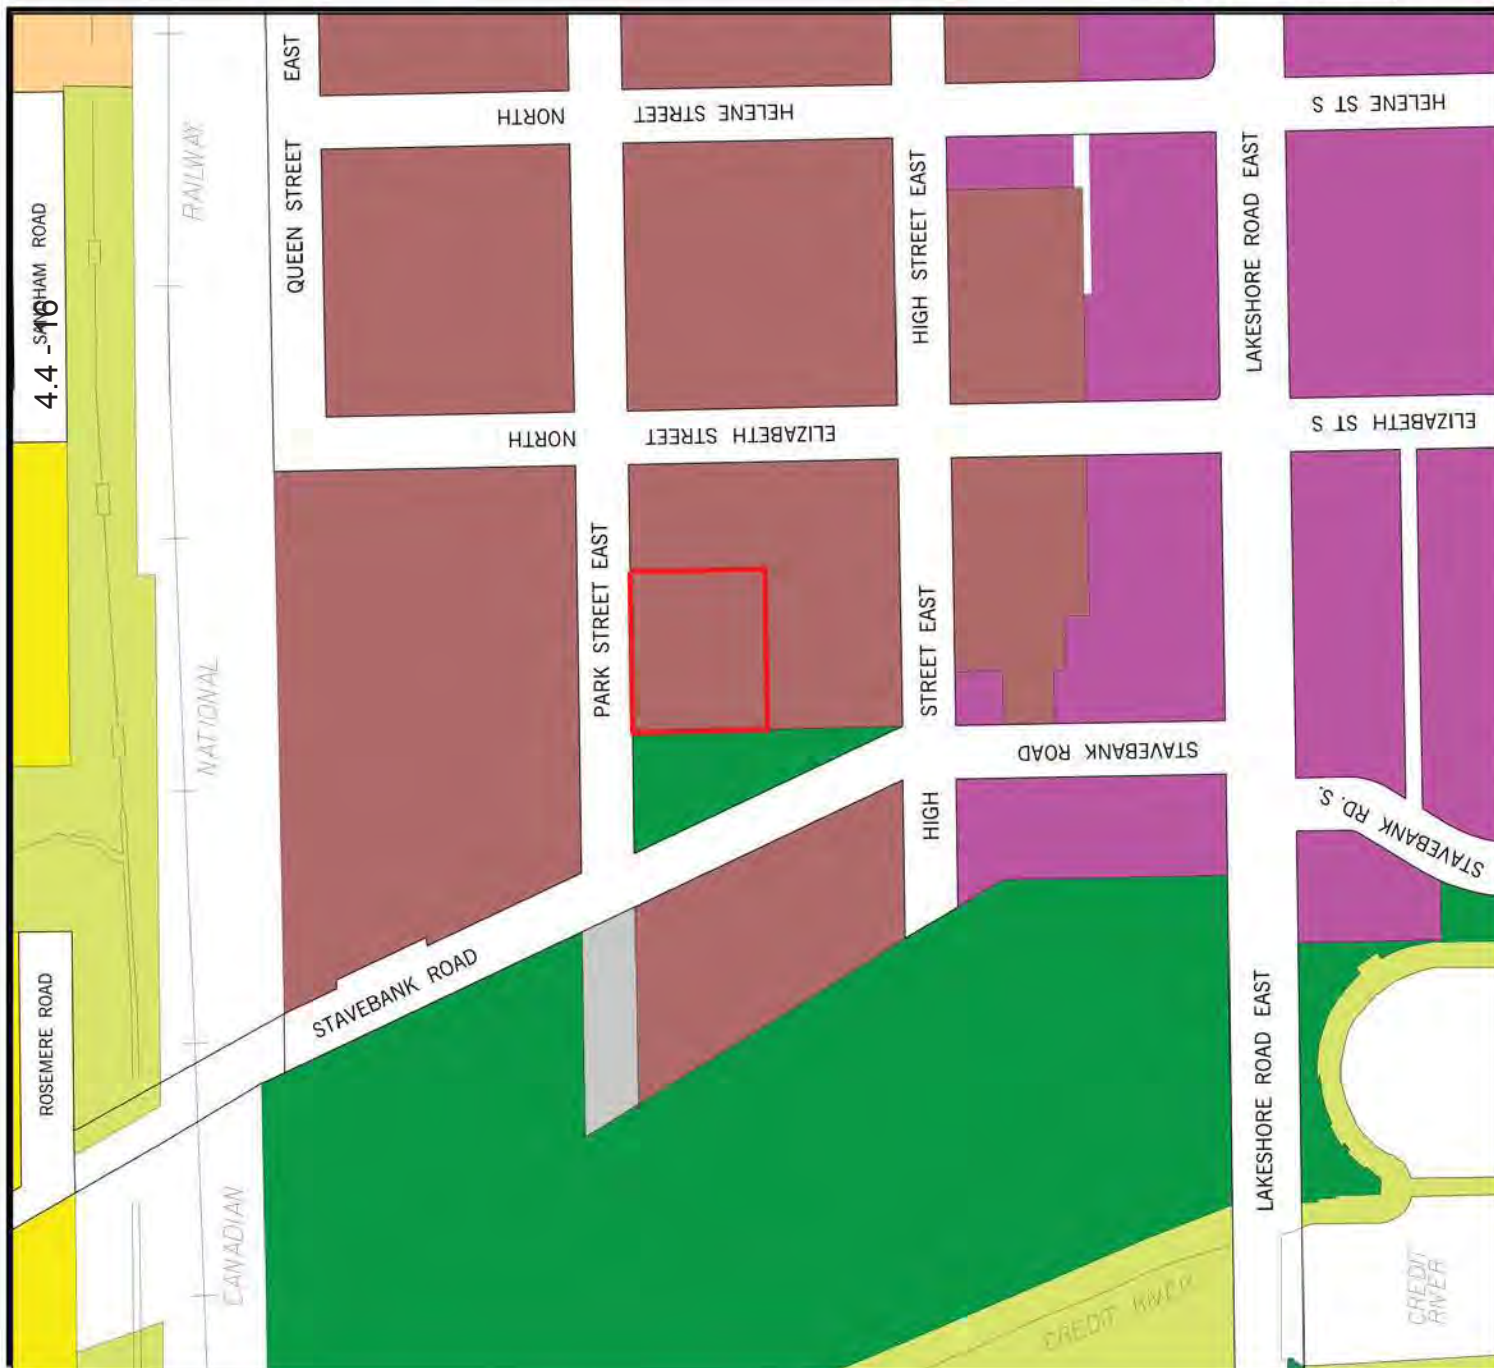 EAST
HELENE STREET
NORTH
HELENE ST S
RAILWAY
QUEEN STREET
HIGH STREET EAST
LAKESHORE ROAD EAST
4.4 - 16
ELIZABETH STREET
NORTH
ELIZABETH ST S
PARK STREET EAST
STREET EAST
NATIONAL
STAVEBANK ROAD
HIGH
STAVEBANK RD. S.
STAVEBANK ROAD
ROSEMERE ROAD
LAKESHORE ROAD EAST
CANADIAN
CREDIT RIVER
CREDIT
RIVER